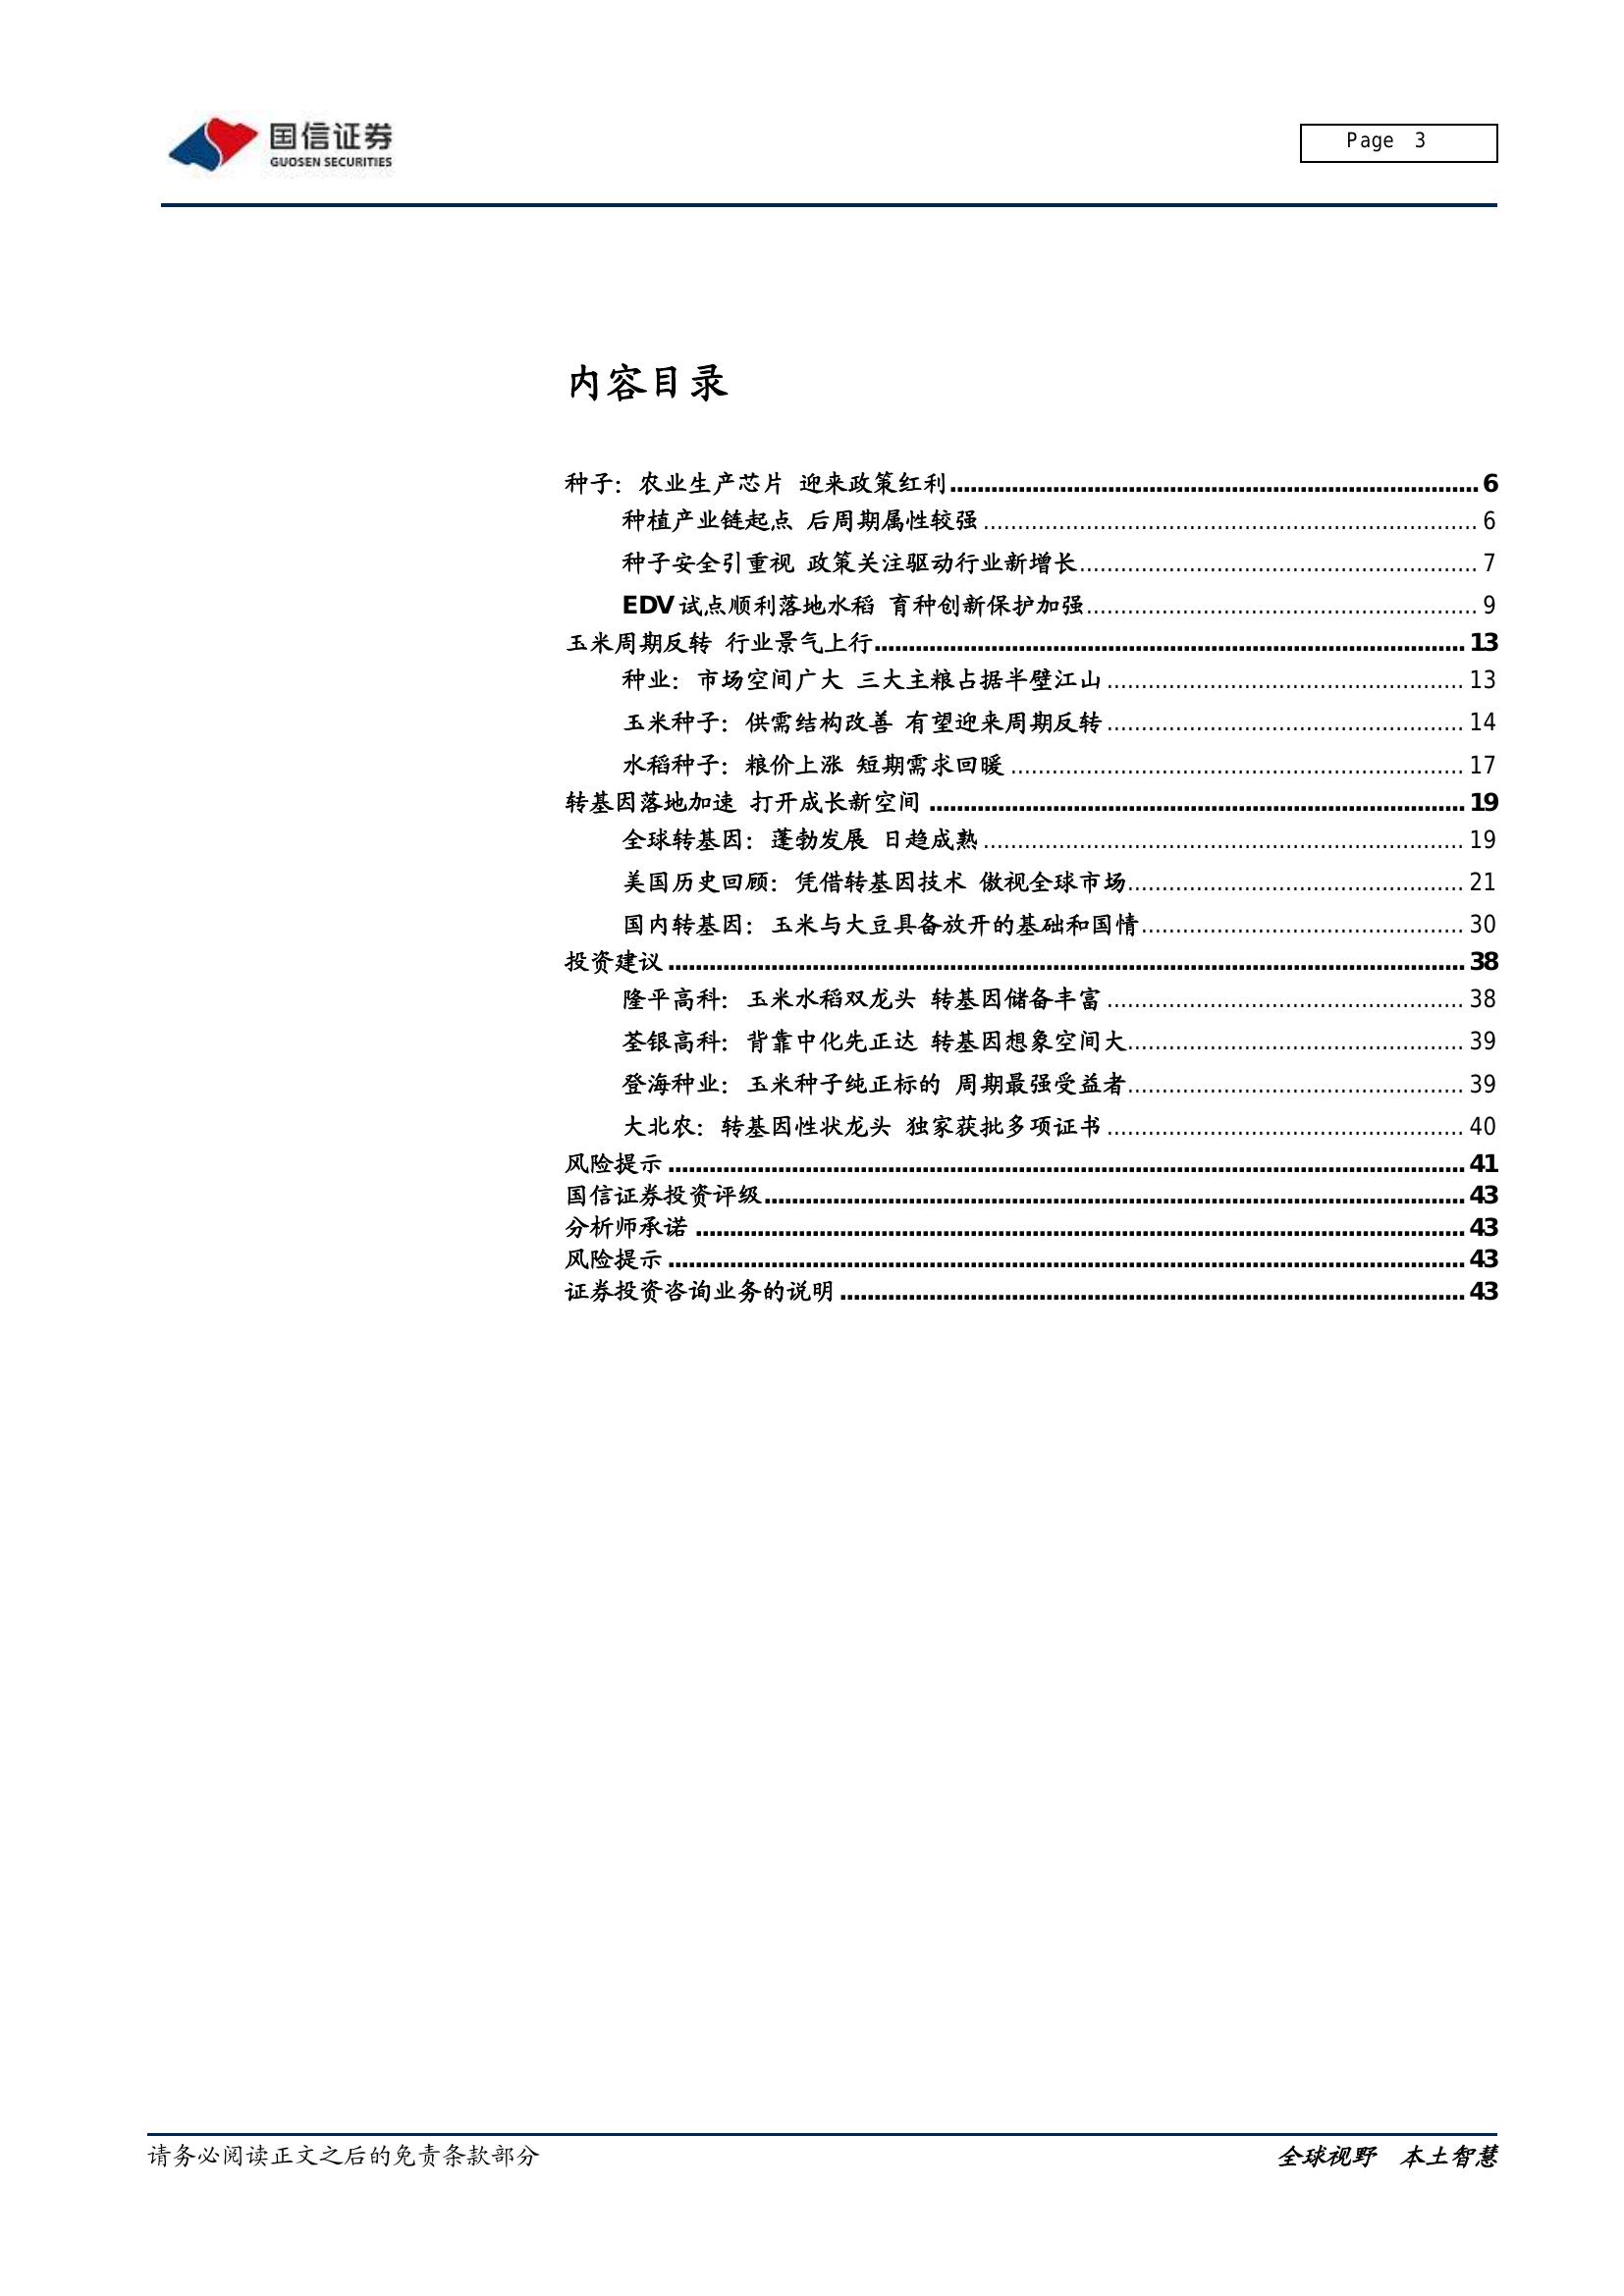 国信证券
GUOSEN SECURITIES
Page 3
内容目录
种子：农业生产芯片 迎来政策红利................................................................................ 6
种植产业链起点 后周期属性较强........................................................................ 6
种子安全引重视 政策关注驱动行业新增长.......................................................... 7
EDV 试点顺利落地水稻 育种创新保护加强......................................................... 9
玉米周期反转 行业景气上行...................................................................................... 13
种业：市场空间广大 三大主粮占据半壁江山.................................................... 13
玉米种子：供需结构改善 有望迎来周期反转.................................................... 14
水稻种子：粮价上涨 短期需求回暖.................................................................. 17
转基因落地加速 打开成长新空间.............................................................................. 19
全球转基因：蓬勃发展 日趋成熟...................................................................... 19
美国历史回顾：凭借转基因技术 傲视全球市场................................................. 21
国内转基因：玉米与大豆具备放开的基础和国情............................................... 30
投资建议.................................................................................................................... 38
隆平高科：玉米水稻双龙头 转基因储备丰富.................................................... 38
荃银高科：背靠中化先正达 转基因想象空间大................................................. 39
登海种业：玉米种子纯正标的 周期最强受益者................................................. 39
大北农：转基因性状龙头 独家获批多项证书.................................................... 40
风险提示.................................................................................................................... 41
国信证券投资评级...................................................................................................... 43
分析师承诺................................................................................................................ 43
风险提示.................................................................................................................... 43
证券投资咨询业务的说明........................................................................................... 43
请务必阅读正文之后的免责条款部分
全球视野 本土智慧